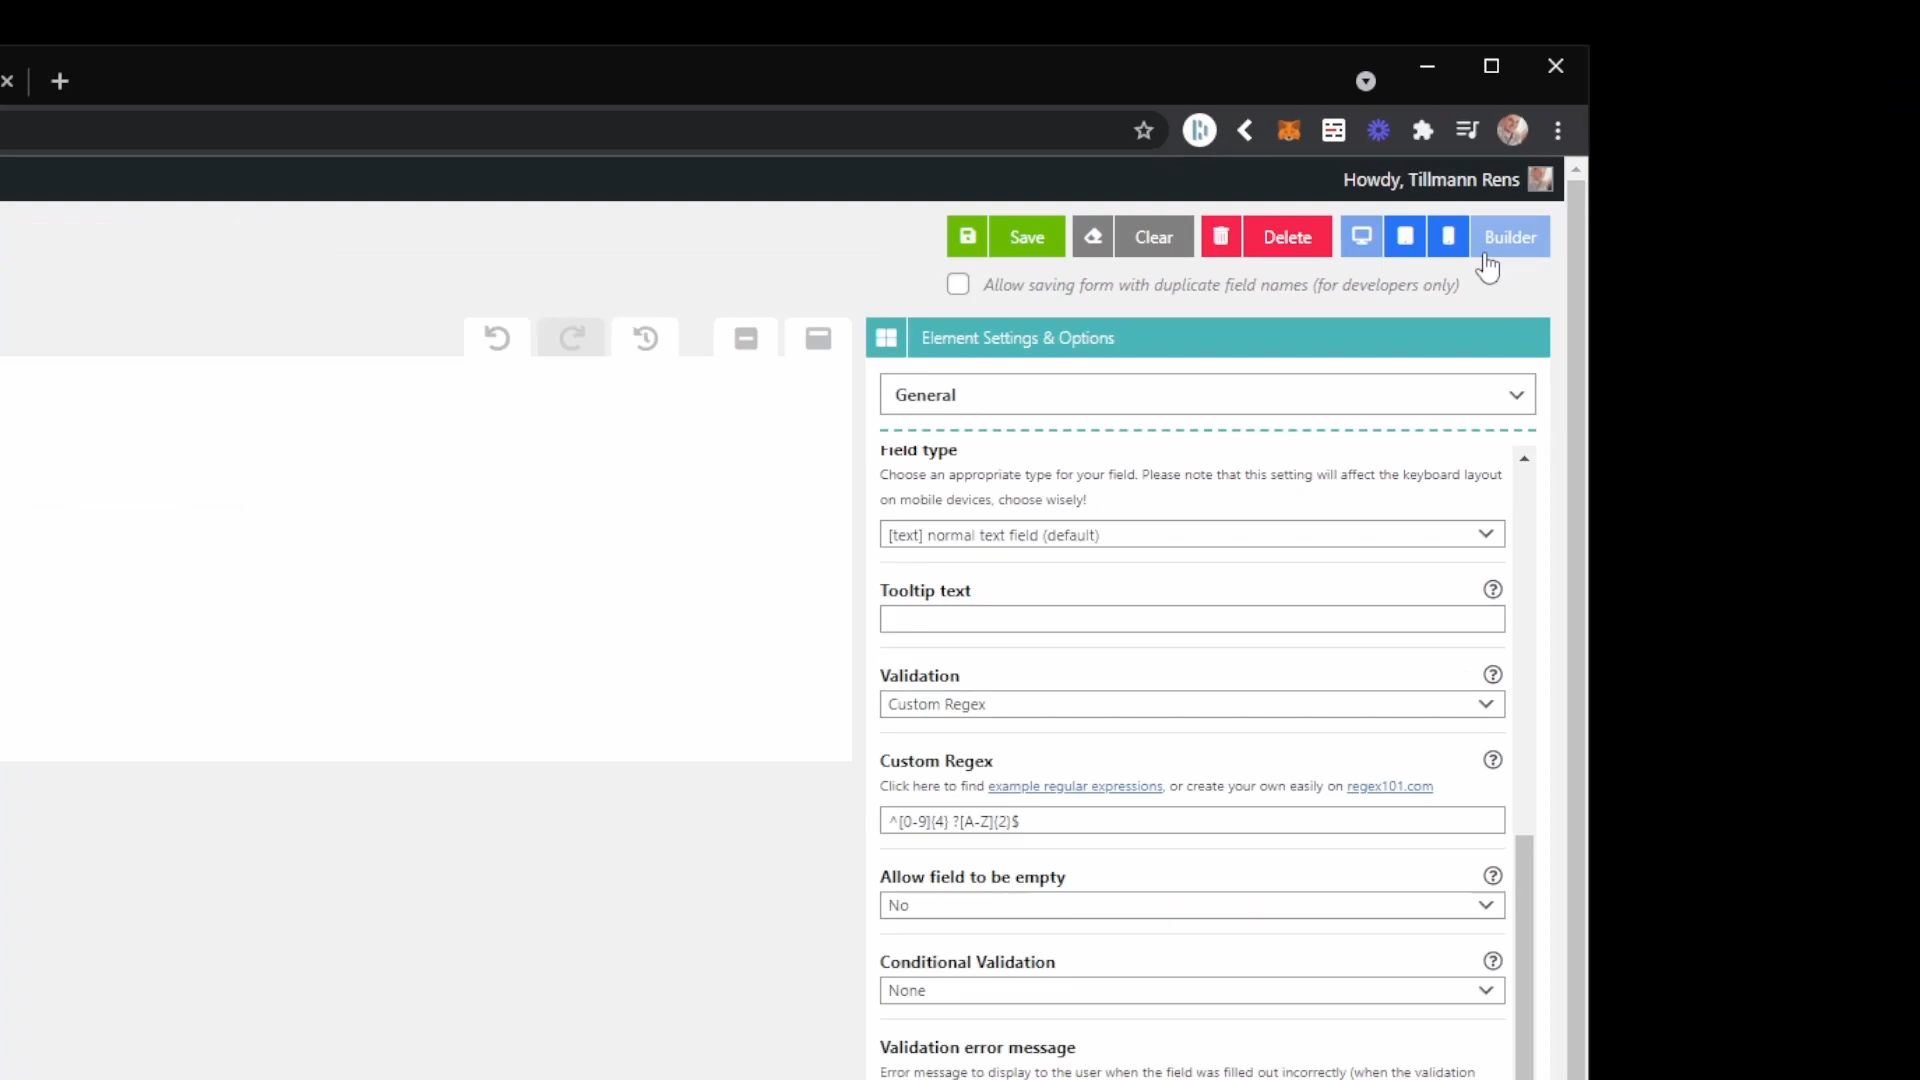 Howdy, Tillmann Rens
Save
Clear
Delete
Builder
Allow saving form with duplicate field names (for developers only)
Element Settings & Options
General
Field type
Choose an appropriate type for your field. Please note that this setting will affect the keyboard layout
on mobile devices, choose wisely!
[text] normal text field (default)
Tooltip text
Validation
Custom Regex
Custom Regex
Click here to find example regular expressions, or create your own easily on regex101.com
^[0-9]{4} ?[A-Z]{2}$
Allow field to be empty
No
Conditional Validation
None
Validation error message
Error message to display to the user when the field was filled out incorrectly (when the validation